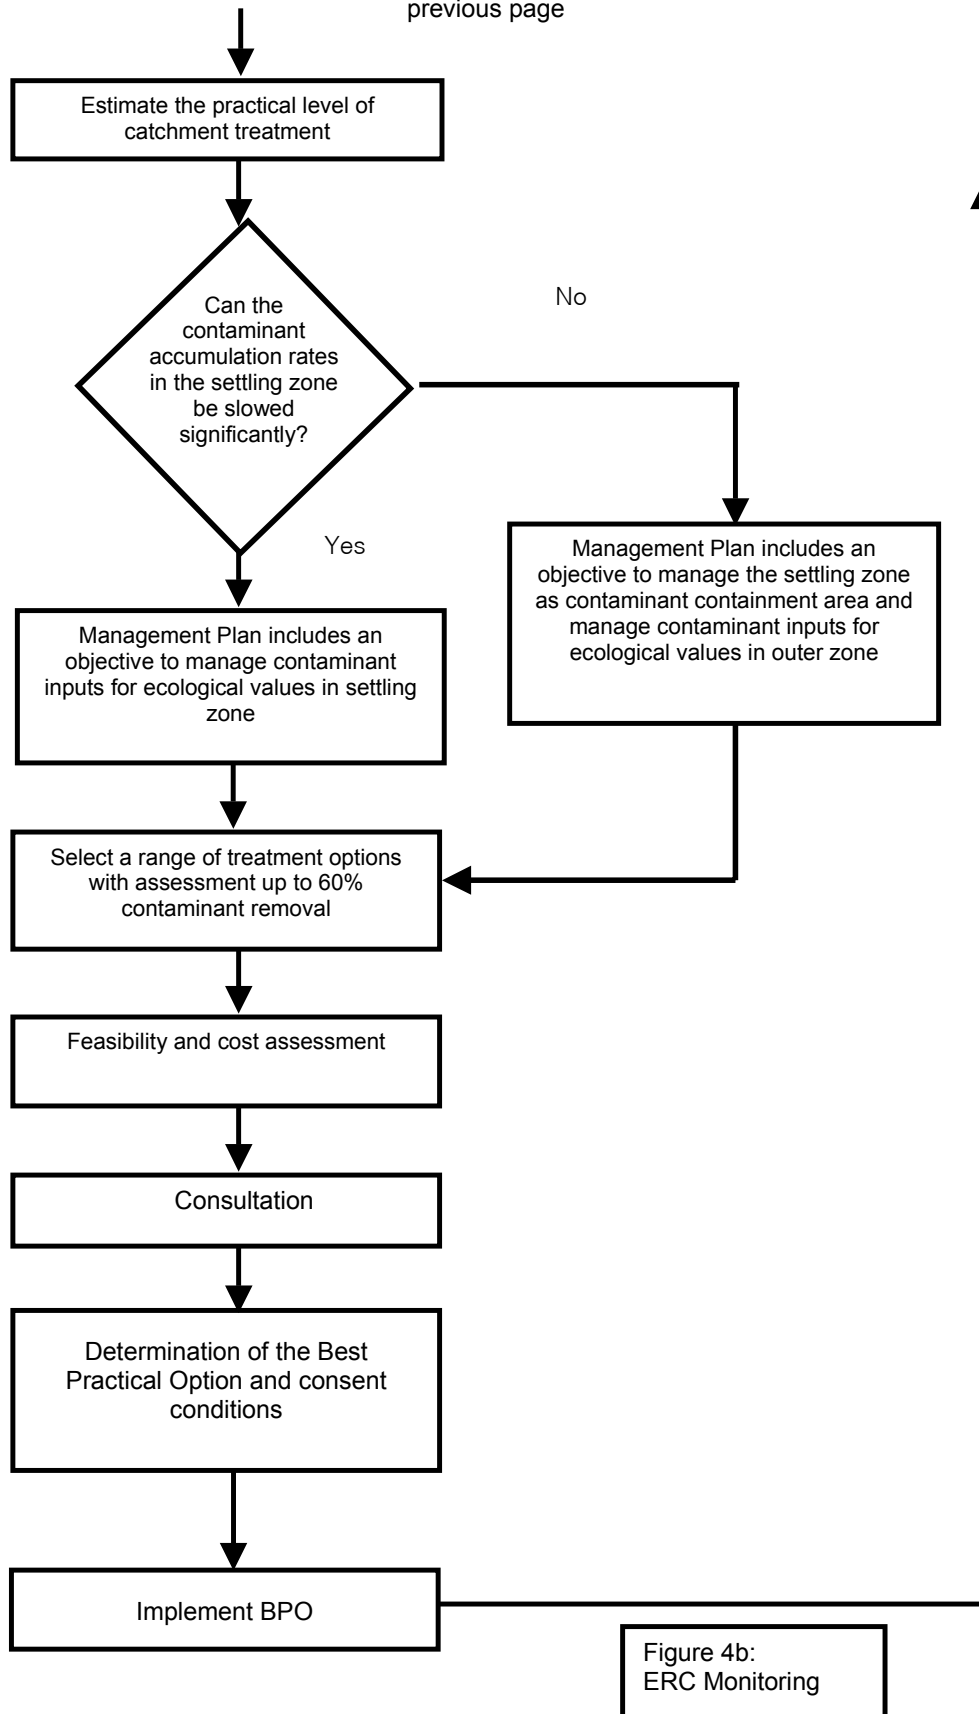 previous page
Estimate the practical level of
catchment treatment
Can the
contaminant
accumulation rates
in the settling zone
be slowed
significantly?
No
Yes
Management Plan includes an
objective to manage the settling zone
as contaminant containment area and
manage contaminant inputs for
ecological values in outer zone
Management Plan includes an
objective to manage contaminant
inputs for ecological values in settling
zone
Select a range of treatment options
with assessment up to 60%
contaminant removal
Feasibility and cost assessment
Consultation
Determination of the Best
Practical Option and consent
conditions
Implement BPO
Figure 4b:
ERC Monitoring